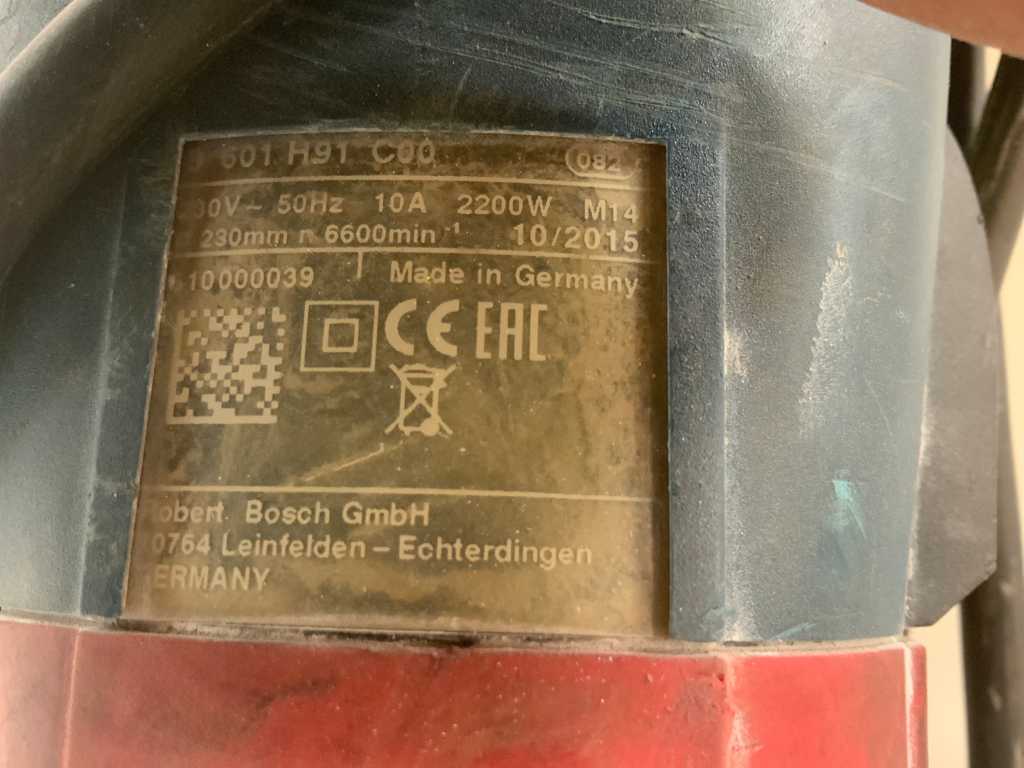 601 H91 C00 082
30V~ 50Hz 10A 2200W M14
230mm n 6600min⁻¹ 10/2015
10000039 Made in Germany
CE EAC
obert Bosch GmbH
0764 Leinfelden – Echterdingen
ERMANY